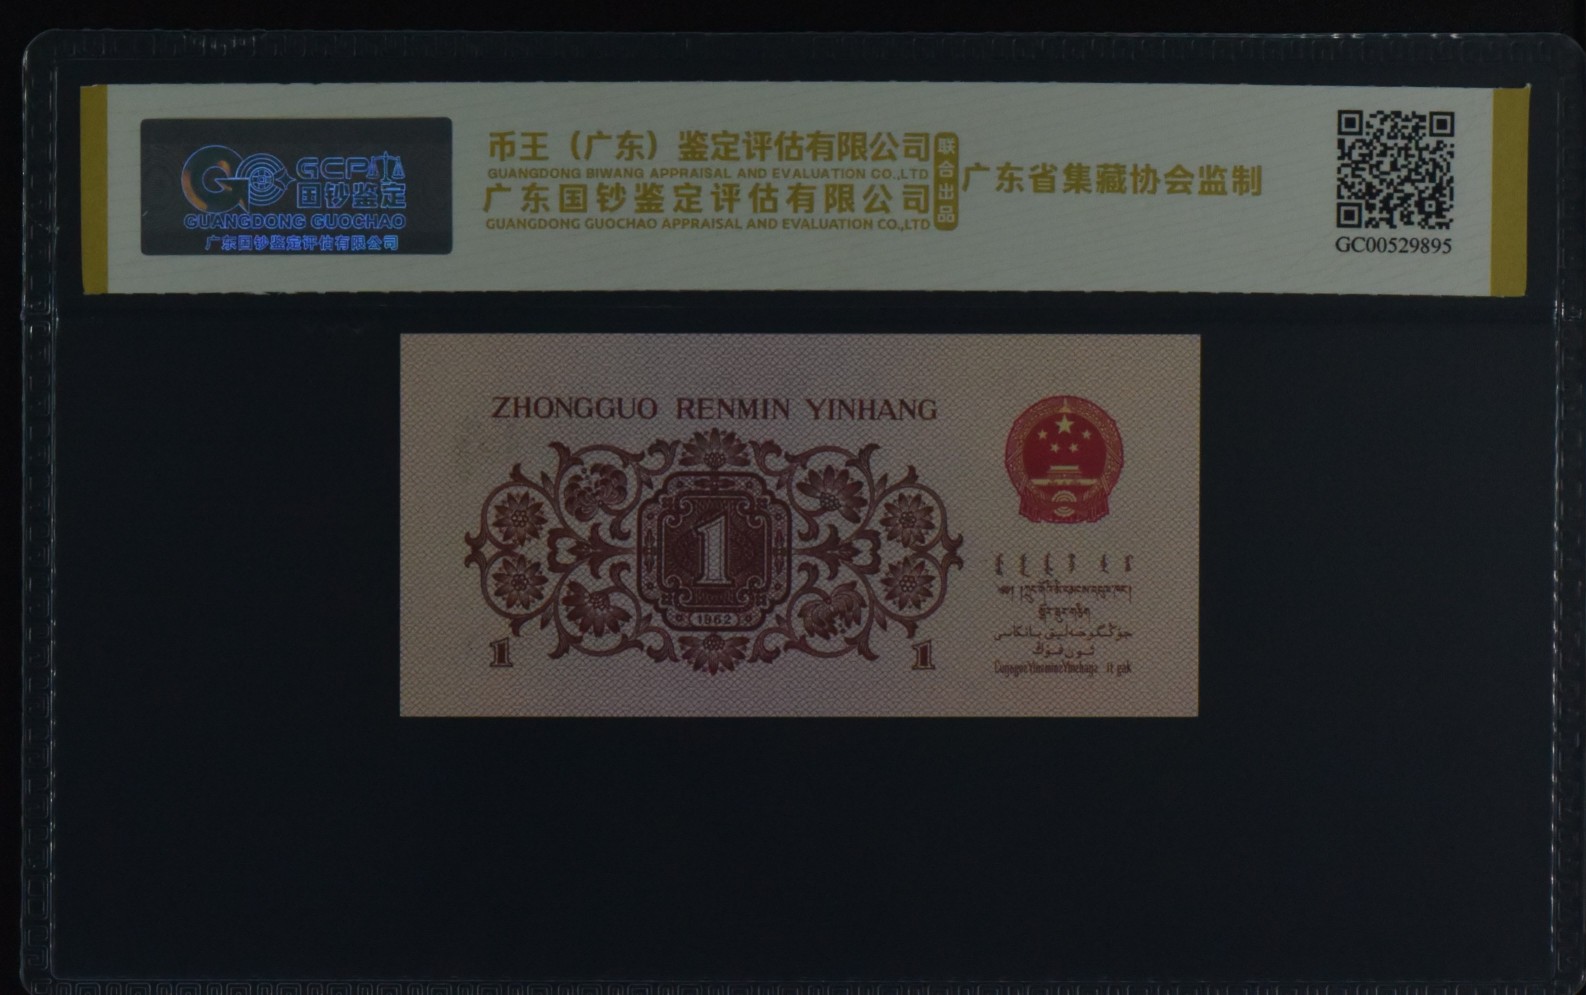 GCP
国钞鉴定
GUANGDONG GUOCHAO
广东国钞鉴定评估有限公司
币王（广东）鉴定评估有限公司
GUANGDONG BIWANG APPRAISAL AND EVALUATION CO.,LTD
广东国钞鉴定评估有限公司
GUANGDONG GUOCHAO APPRAISAL AND EVALUATION CO.,LTD
联合出品
广东省集藏协会监制
GC00529895
ZHONGGUO RENMIN YINHANG
1
1962
1
1